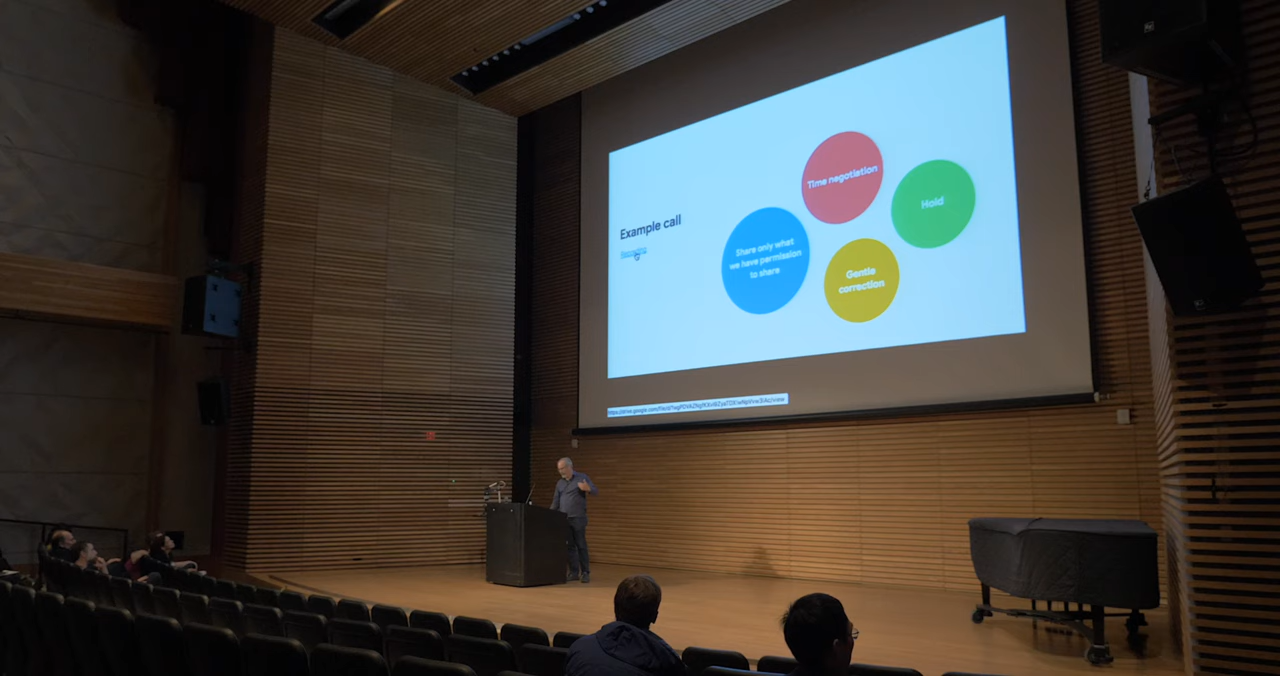 Example call
Time negotiation
Hold
Share only what
we have permission
to share
Gentle
correction